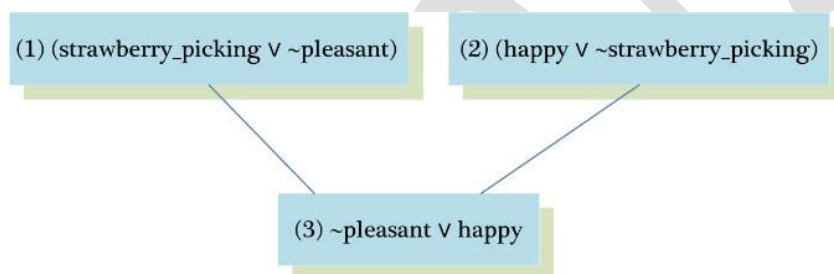 (1) (strawberry_picking ∨ ~pleasant)
(2) (happy ∨ ~strawberry_picking)
(3) ~pleasant ∨ happy